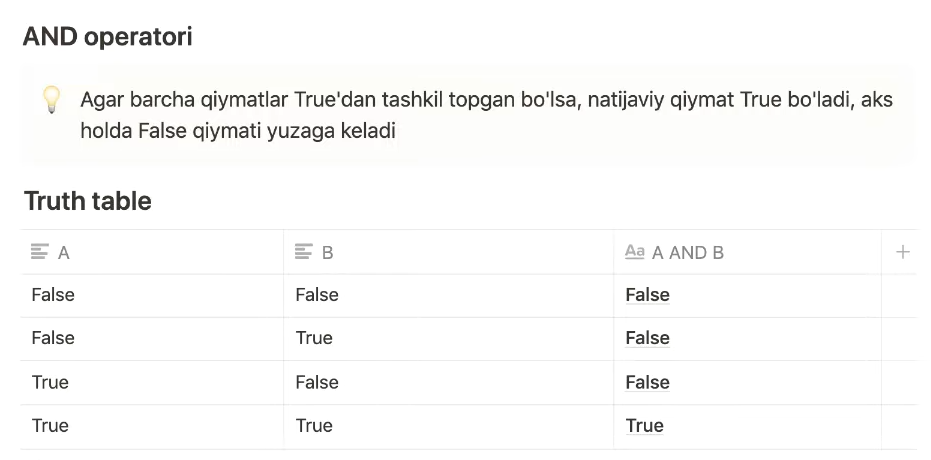 AND operatori
Agar barcha qiymatlar True'dan tashkil topgan bo'lsa, natijaviy qiymat True bo'ladi, aks
holda False qiymati yuzaga keladi
Truth table
A B Aa A AND B +
False False False
False True False
True False False
True True True